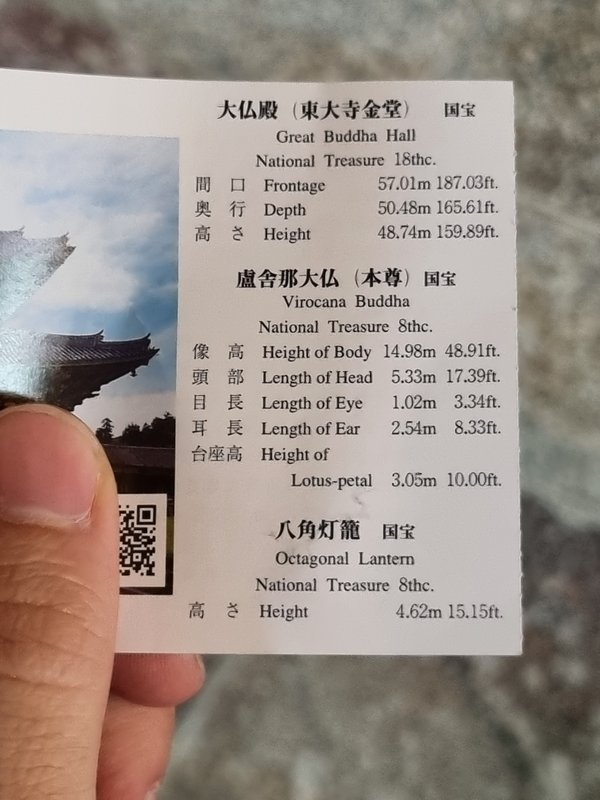 大仏殿（東大寺金堂） 国宝
Great Buddha Hall
National Treasure 18thc.
間 口 Frontage 57.01m 187.03ft.
奥 行 Depth 50.48m 165.61ft.
高 さ Height 48.74m 159.89ft.
盧舎那大仏（本尊） 国宝
Virocana Buddha
National Treasure 8thc.
像 高 Height of Body 14.98m 48.91ft.
頭 部 Length of Head 5.33m 17.39ft.
目 長 Length of Eye 1.02m 3.34ft.
耳 長 Length of Ear 2.54m 8.33ft.
台座高 Height of
Lotus-petal 3.05m 10.00ft.
八角灯籠 国宝
Octagonal Lantern
National Treasure 8thc.
高 さ Height 4.62m 15.15ft.